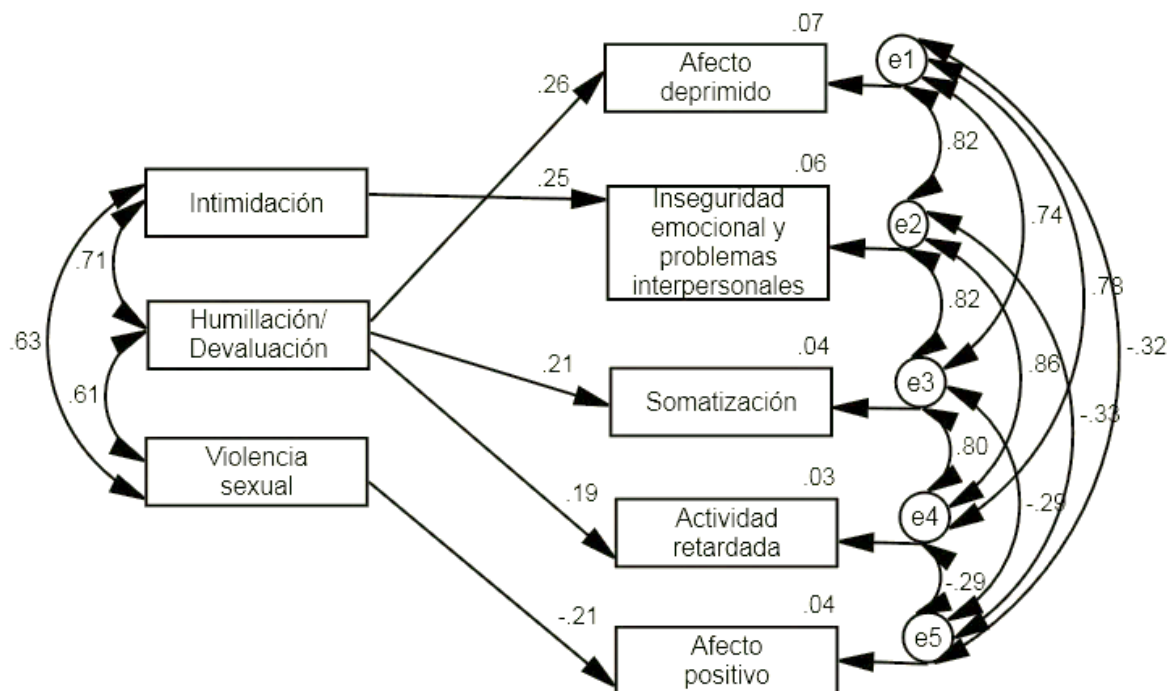 .07
Afecto
deprimido
e1
.26
.82
.06
.25
Intimidación
Inseguridad
emocional y
problemas
interpersonales
e2
.74
.71
.82
.78
.63
Humillación/
Devaluación
.04
-.32
.21
.86
e3
.61
Somatización
-.33
.80
Violencia
sexual
.03
.19
-.29
e4
Actividad
retardada
-.29
.04
-.21
e5
Afecto
positivo